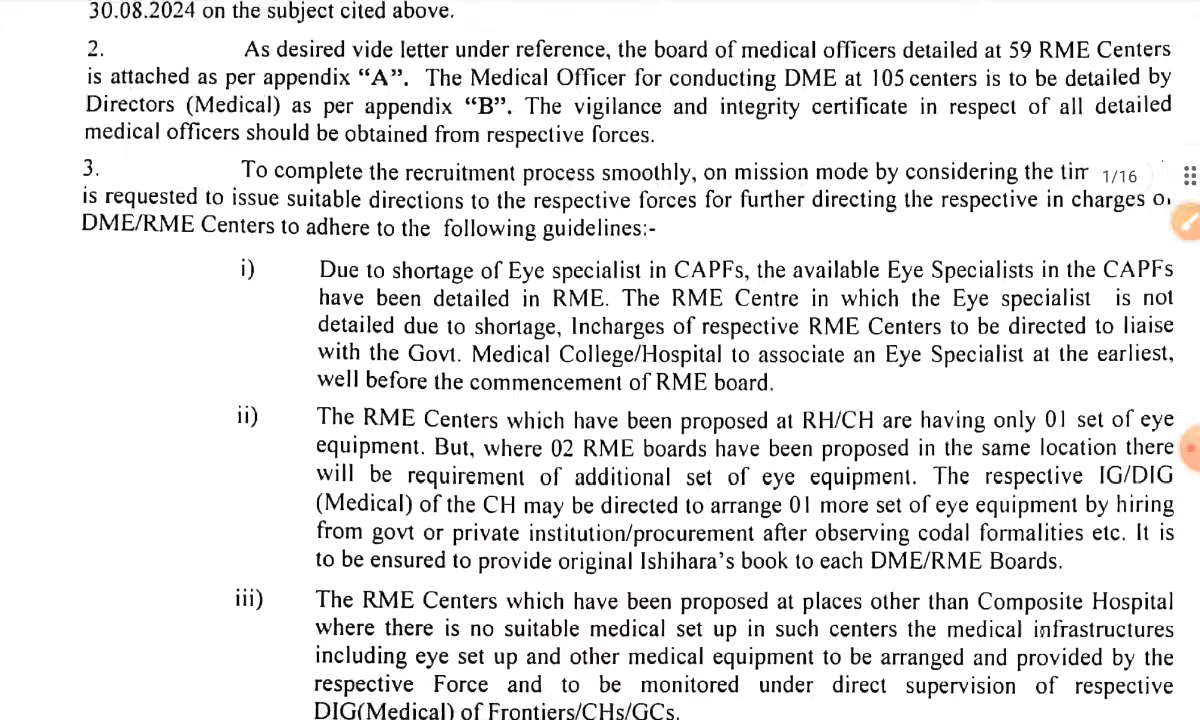 30.08.2024 on the subject cited above.
2. As desired vide letter under reference, the board of medical officers detailed at 59 RME Centers
is attached as per appendix “A”. The Medical Officer for conducting DME at 105 centers is to be detailed by
Directors (Medical) as per appendix “B”. The vigilance and integrity certificate in respect of all detailed
medical officers should be obtained from respective forces.
3. To complete the recruitment process smoothly, on mission mode by considering the 1/16
is requested to issue suitable directions to the respective forces for further directing the respective in charges
DME/RME Centers to adhere to the following guidelines:-
i) Due to shortage of Eye specialist in CAPFs, the available Eye Specialists in the CAPFs
have been detailed in RME. The RME Centre in which the Eye specialist is not
detailed due to shortage, Incharges of respective RME Centers to be directed to liaise
with the Govt. Medical College/Hospital to associate an Eye Specialist at the earliest,
well before the commencement of RME board.
ii) The RME Centers which have been proposed at RH/CH are having only 01 set of eye
equipment. But, where 02 RME boards have been proposed in the same location there
will be requirement of additional set of eye equipment. The respective IG/DIG
(Medical) of the CH may be directed to arrange 01 more set of eye equipment by hiring
from govt or private institution/procurement after observing codal formalities etc. It is
to be ensured to provide original Ishihara’s book to each DME/RME Boards.
iii) The RME Centers which have been proposed at places other than Composite Hospital
where there is no suitable medical set up in such centers the medical infrastructures
including eye set up and other medical equipment to be arranged and provided by the
respective Force and to be monitored under direct supervision of respective
DIG(Medical) of Frontiers/CHs/GCs.